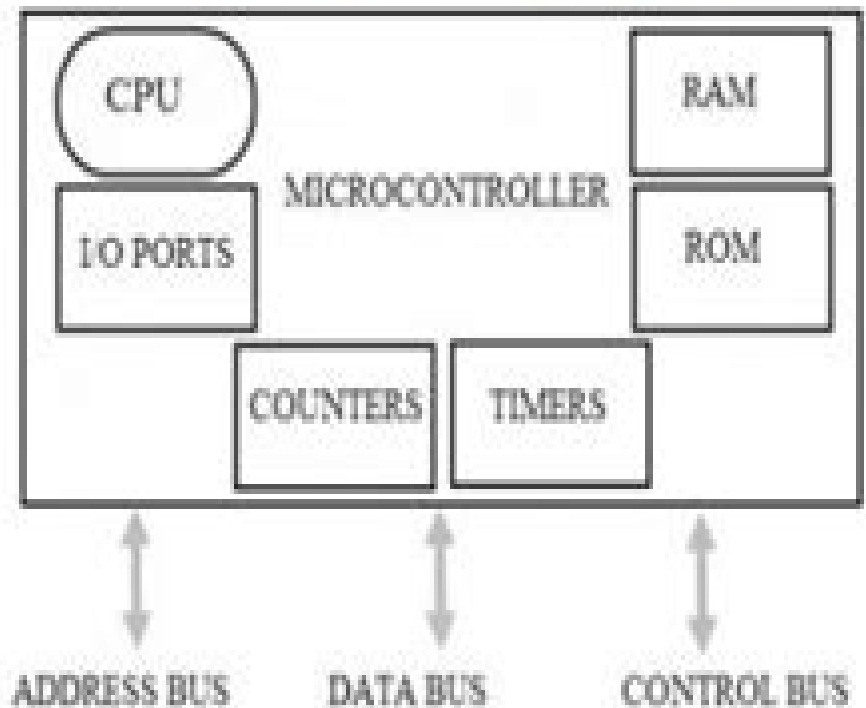 CPU
RAM
MICROCONTROLLER
I/O PORTS
ROM
COUNTERS
TIMERS
ADDRESS BUS
DATA BUS
CONTROL BUS